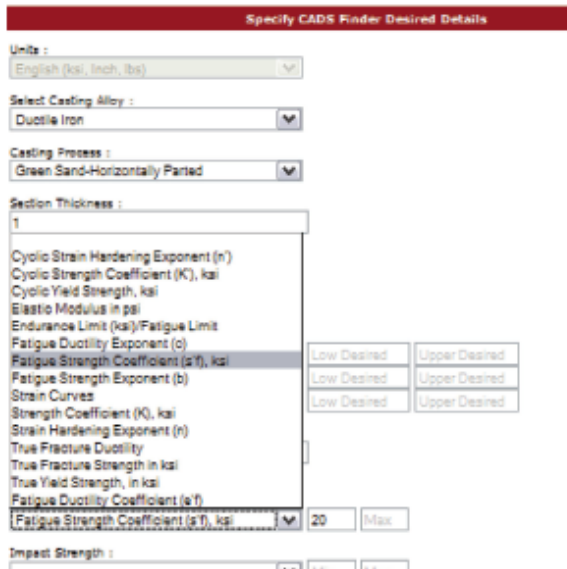 Specify CADS Finder Desired Details
Units :
English (ksi, Inch, lbs)
Select Casting Alloy :
Ductile Iron
Casting Process :
Green Sand-Horizontally Parted
Section Thickness :
1
Cyclic Strain Hardening Exponent (n')
Cyclic Strength Coefficient (K'), ksi
Cyclic Yield Strength, ksi
Elastic Modulus in psi
Endurance Limit (ksi)/Fatigue Limit
Fatigue Ductility Exponent (c)
Fatigue Strength Coefficient (s'f), ksi Low Desired Upper Desired
Fatigue Strength Exponent (b) Low Desired Upper Desired
Strain Curves Low Desired Upper Desired
Strength Coefficient (K), ksi
Strain Hardening Exponent (n)
True Fracture Ductility
True Fracture Strength in ksi
True Yield Strength, in ksi
Fatigue Ductility Coefficient (e'f)
Fatigue Strength Coefficient (s'f), ksi 20 Max
Impact Strength :